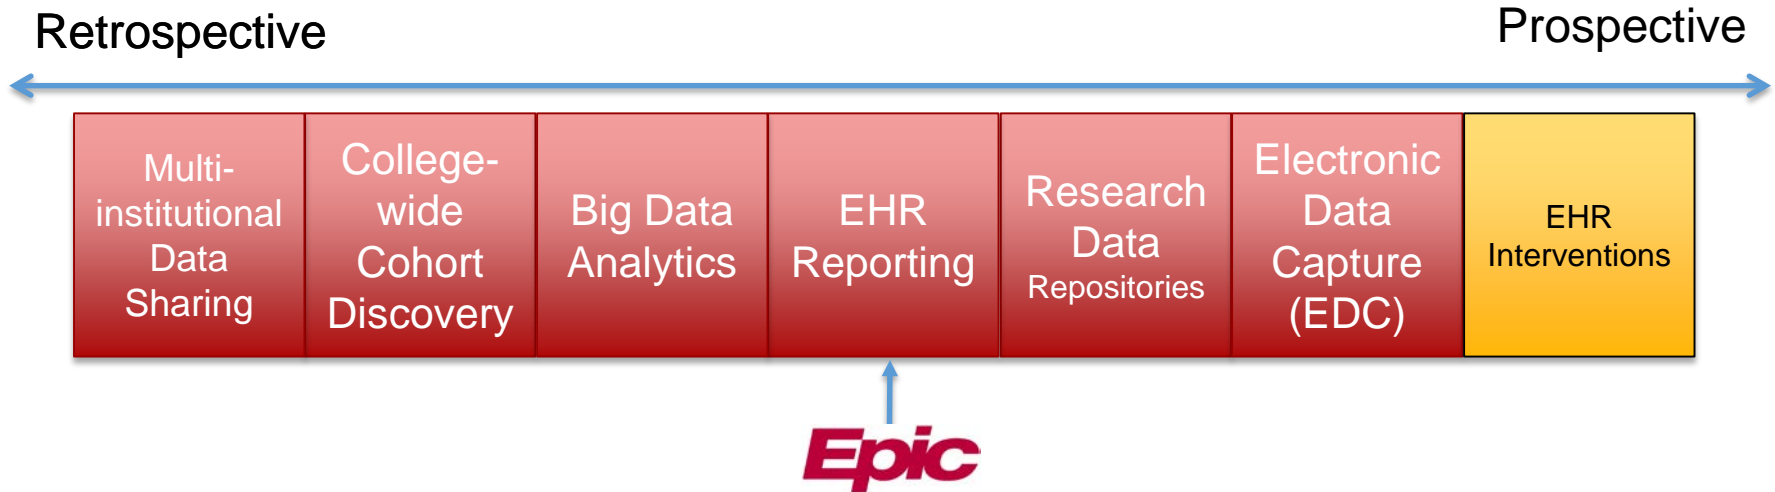 Retrospective
Prospective
Multi-
institutional
Data
Sharing
College-
wide
Cohort
Discovery
Big Data
Analytics
EHR
Reporting
Research
Data
Repositories
Electronic
Data
Capture
(EDC)
EHR
Interventions
Epic